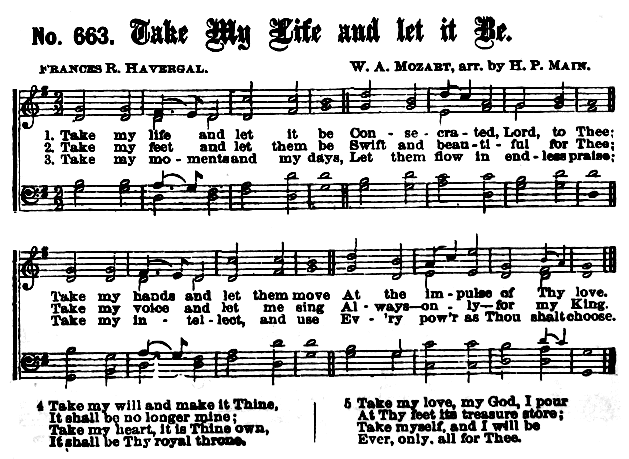 No. 663. Take My Life and let it Be.
FRANCES R. HAVERGAL. W. A. MOZART, arr. by H. P. MAIN.
1. Take my life and let it be Con - se - cra - ted, Lord, to Thee;
2. Take my feet and let them be Swift and beau - ti - ful for Thee;
3. Take my mo - ments and my days, Let them flow in end - less praise;
Take my hands and let them move At the im - pulse of Thy love.
Take my voice and let me sing Al - ways—on - ly—for my King.
Take my in - tel - lect, and use Ev - 'ry pow'r as Thou shalt choose.
4 Take my will and make it Thine,
It shall be no longer mine;
Take my heart, it is Thine own,
It shall be Thy royal throne.
5 Take my love, my God, I pour
At Thy feet its treasure store;
Take myself, and I will be
Ever, only, all for Thee.